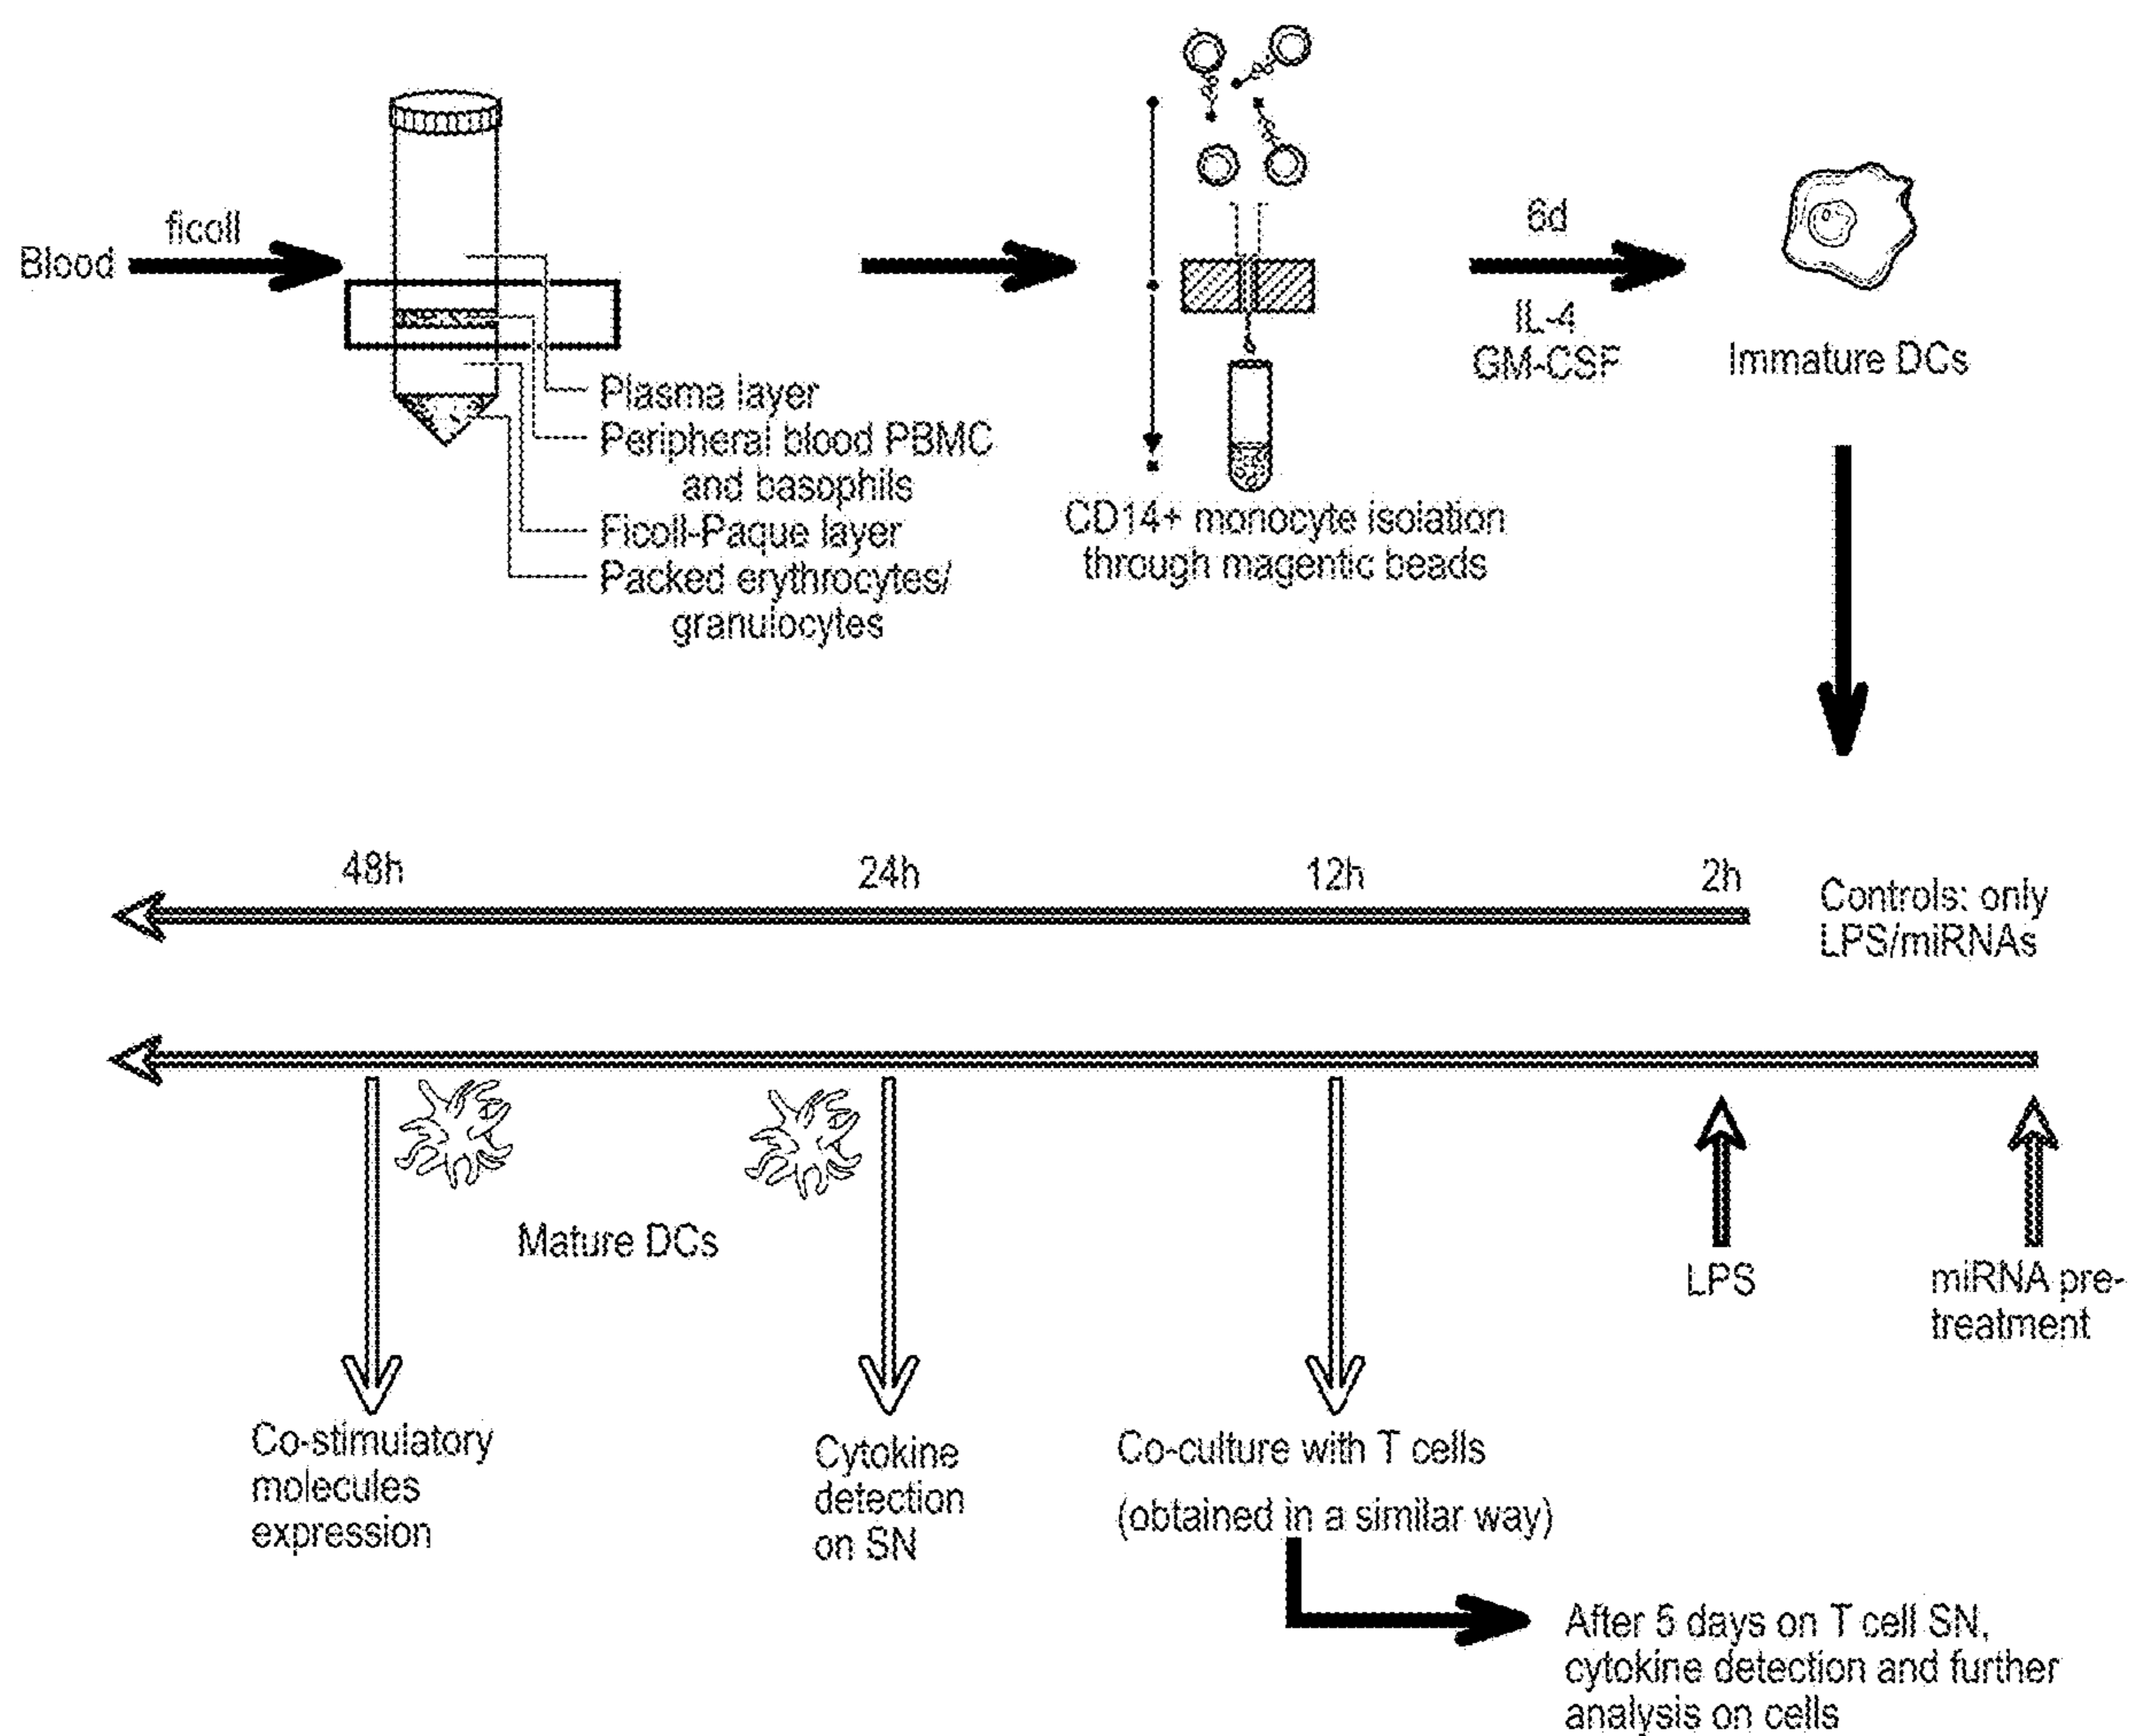 Blood
ficoll
Plasma layer
Peripheral blood PBMC
and basophils
Ficoll-Paque layer
Packed erythrocytes/
granulocytes
CD14+ monocyte isolation
through magentic beads
6d
IL-4
GM-CSF
Immature DCs
48h
24h
12h
2h
Controls: only
LPS/miRNAs
Mature DCs
LPS
miRNA pre-
treatment
Co-stimulatory
molecules
expression
Cytokine
detection
on SN
Co-culture with T cells
(obtained in a similar way)
After 5 days on T cell SN,
cytokine detection and further
analysis on cells